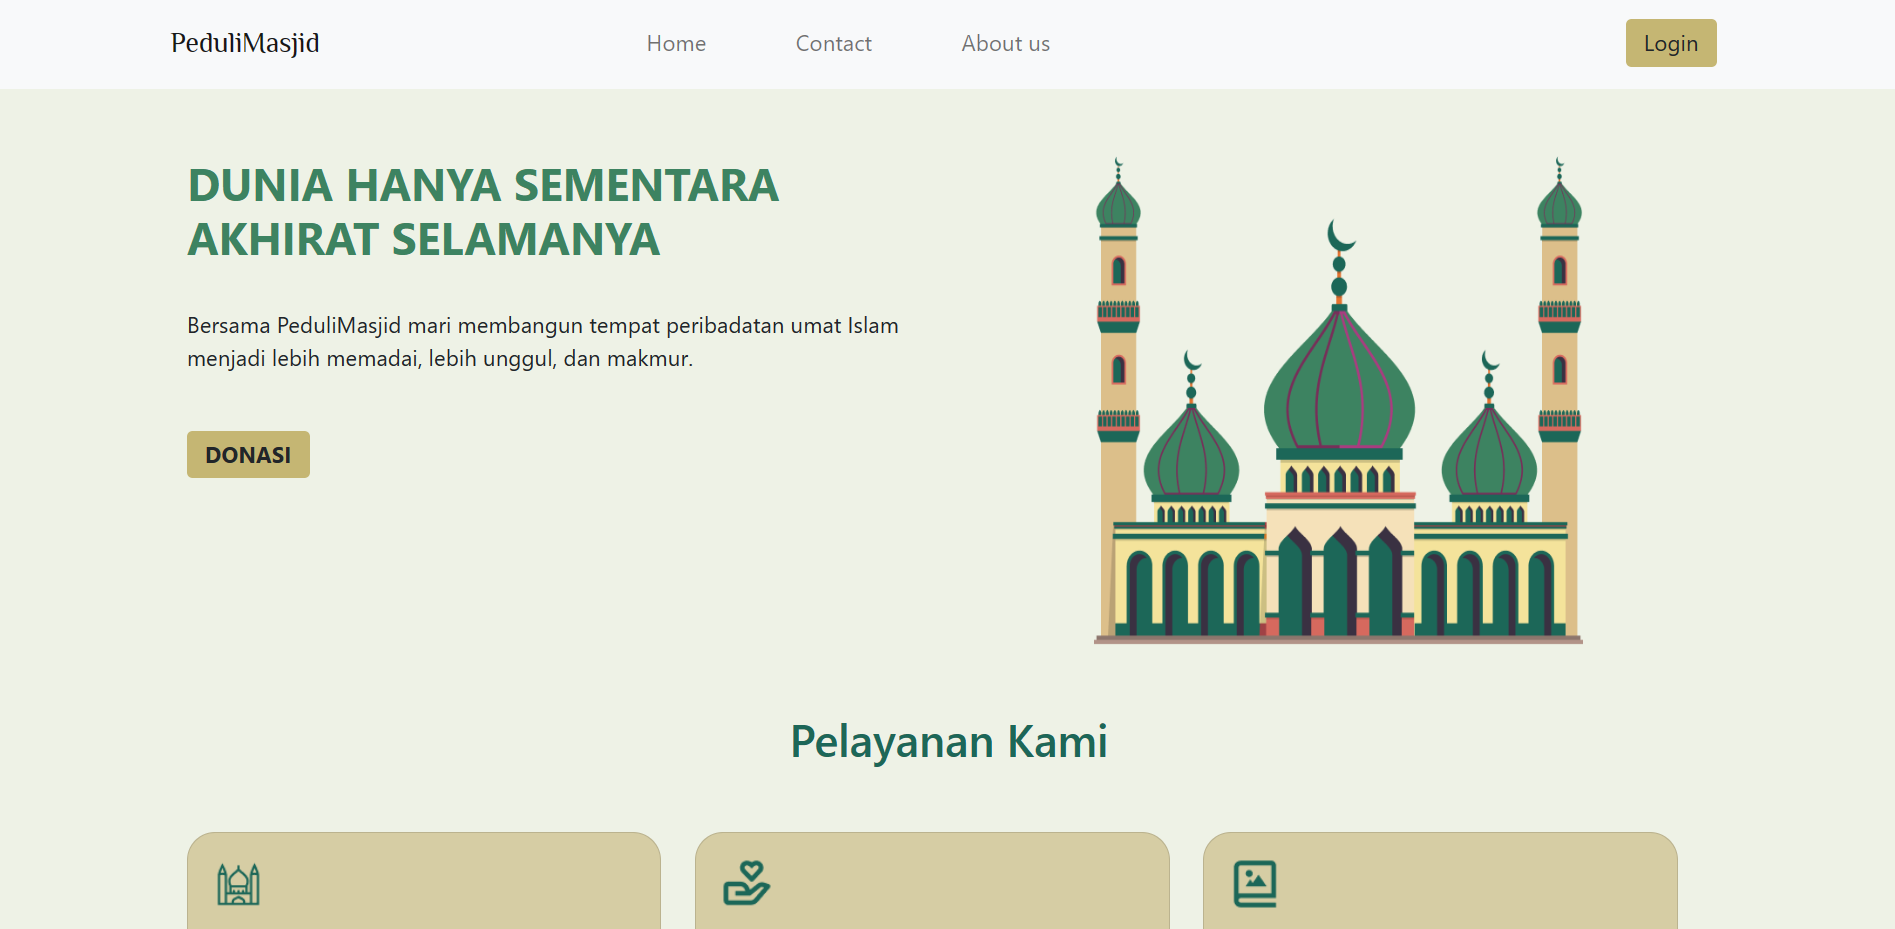 PeduliMasjid
Home
Contact
About us
Login
DUNIA HANYA SEMENTARA
AKHIRAT SELAMANYA
Bersama PeduliMasjid mari membangun tempat peribadatan umat Islam
menjadi lebih memadai, lebih unggul, dan makmur.
DONASI
Pelayanan Kami